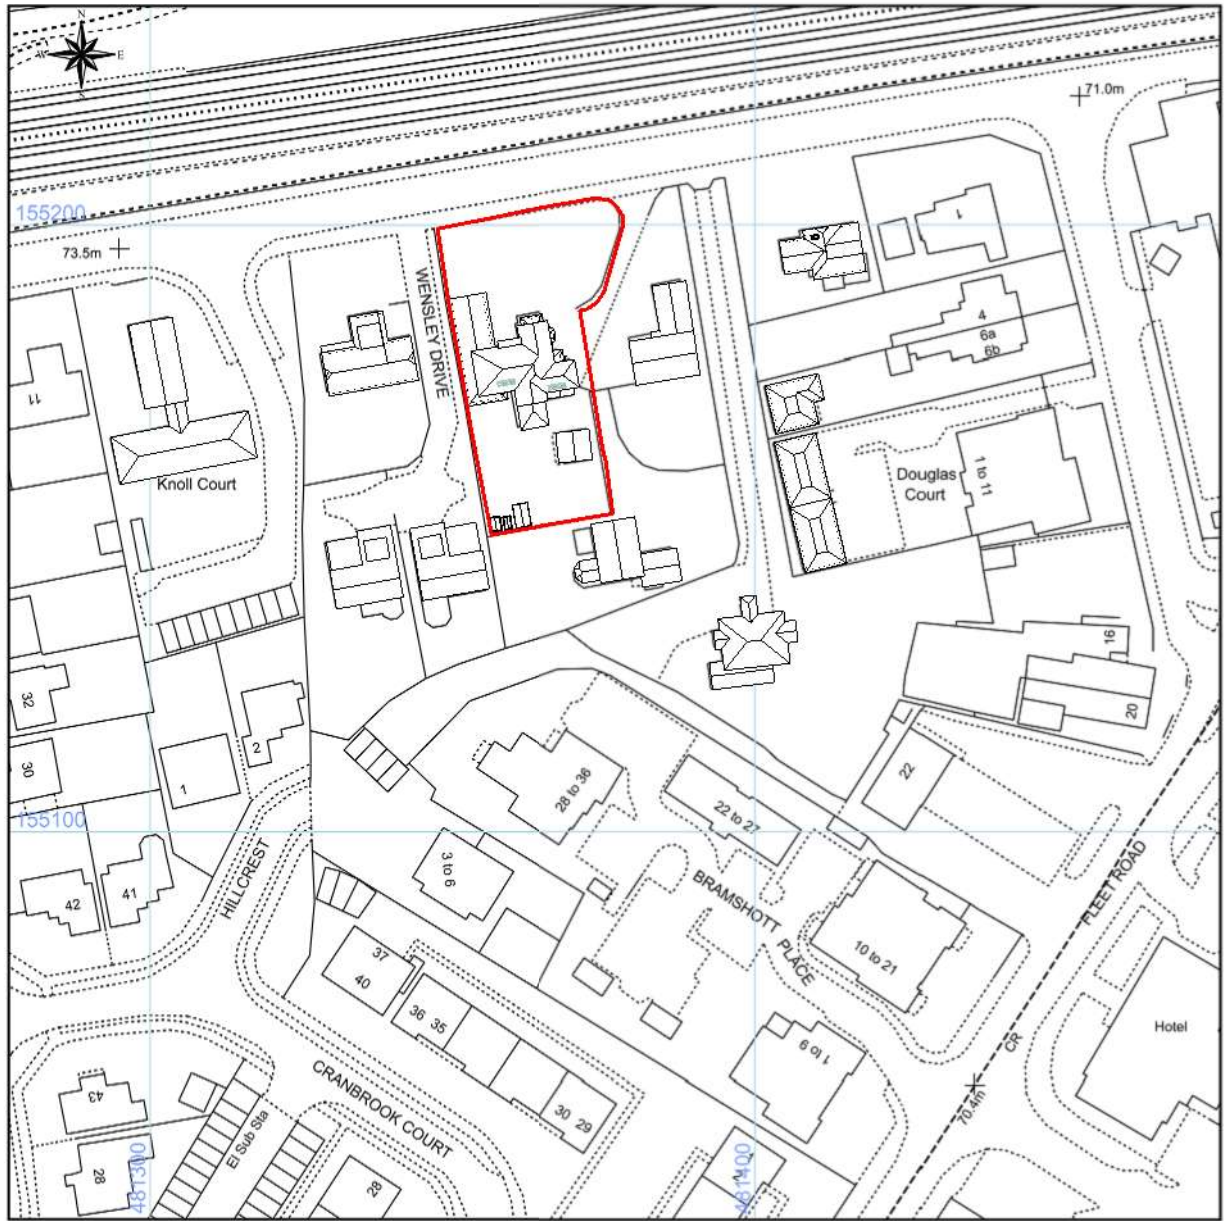 N
W
E
S
71.0m
155200
73.5m
WENSLEY DRIVE
1
4
6a
6b
11
Knoll Court
Douglas
Court
1 to 11
16
20
32
2
30
1
22
28 to 36
22 to 27
155100
3 to 6
HILLCREST
BRAMSHOTT PLACE
FLEET ROAD
42
41
37
40
10 to 21
36
35
Hotel
CR
1 to 9
43
CRANBROOK COURT
30
29
70.4m
El Sub Sta
28
28
481300
481400